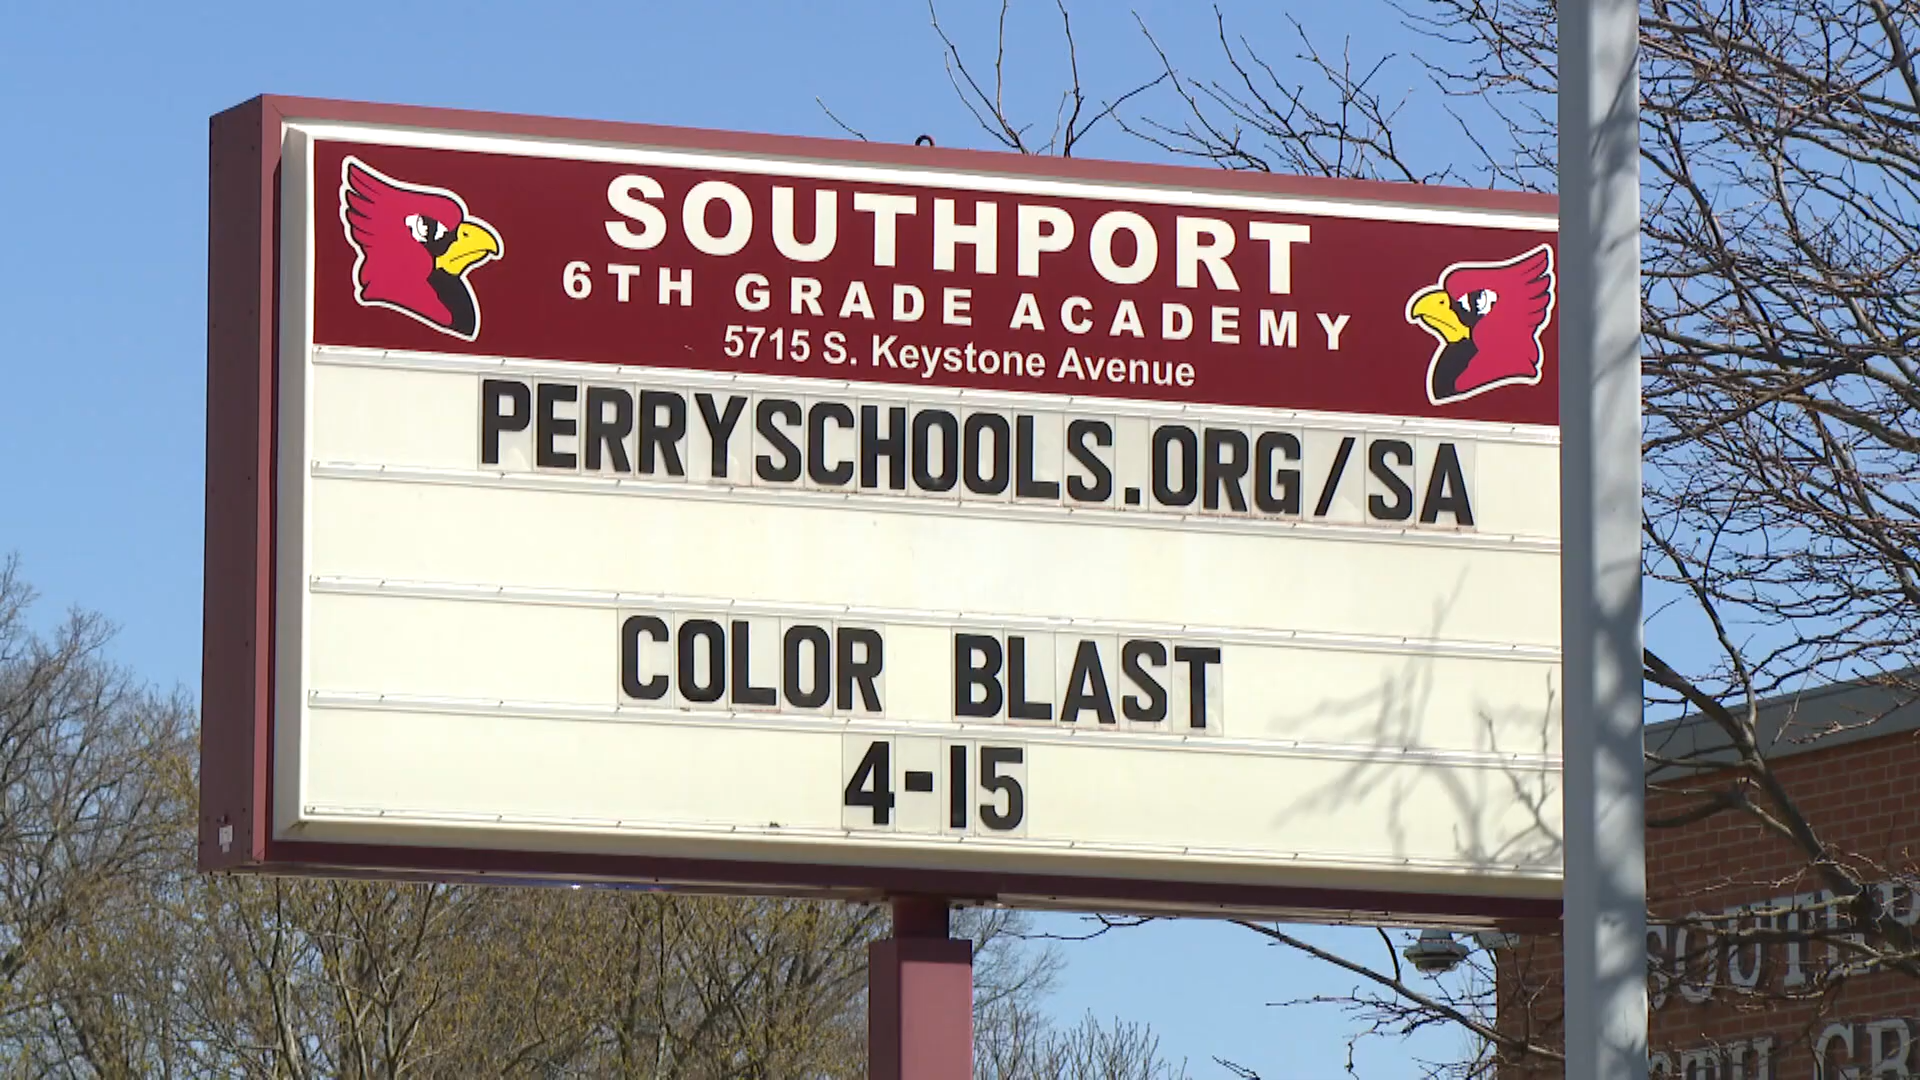 SOUTHPORT
6TH GRADE ACADEMY
5715 S. Keystone Avenue
PERRYSCHOOLS.ORG/SA
COLOR BLAST
4-15